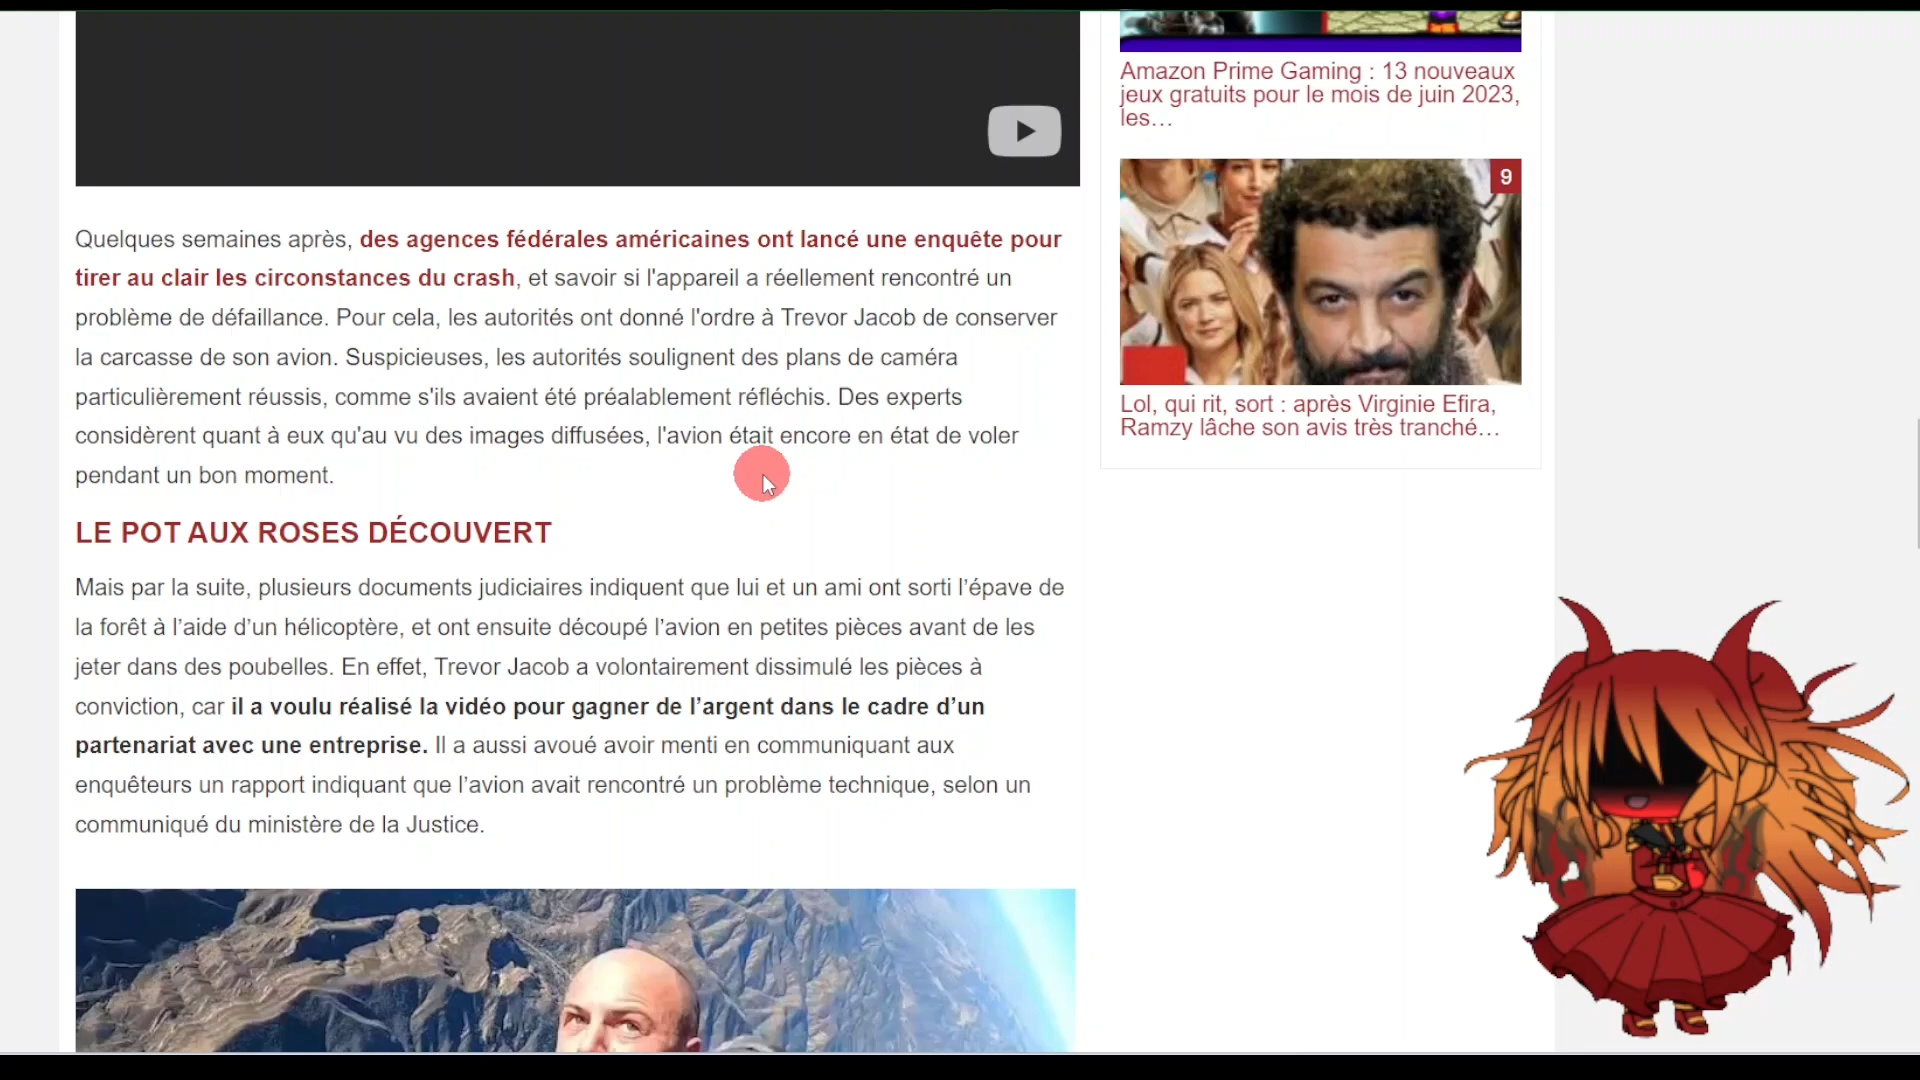 Amazon Prime Gaming : 13 nouveaux
jeux gratuits pour le mois de juin 2023,
les…
9
Lol, qui rit, sort : après Virginie Efira,
Ramzy lâche son avis très tranché…
Quelques semaines après, des agences fédérales américaines ont lancé une enquête pour
tirer au clair les circonstances du crash, et savoir si l'appareil a réellement rencontré un
problème de défaillance. Pour cela, les autorités ont donné l'ordre à Trevor Jacob de conserver
la carcasse de son avion. Suspicieuses, les autorités soulignent des plans de caméra
particulièrement réussis, comme s'ils avaient été préalablement réfléchis. Des experts
considèrent quant à eux qu'au vu des images diffusées, l'avion était encore en état de voler
pendant un bon moment.
LE POT AUX ROSES DÉCOUVERT
Mais par la suite, plusieurs documents judiciaires indiquent que lui et un ami ont sorti l’épave de
la forêt à l’aide d’un hélicoptère, et ont ensuite découpé l’avion en petites pièces avant de les
jeter dans des poubelles. En effet, Trevor Jacob a volontairement dissimulé les pièces à
conviction, car il a voulu réalisé la vidéo pour gagner de l’argent dans le cadre d’un
partenariat avec une entreprise. Il a aussi avoué avoir menti en communiquant aux
enquêteurs un rapport indiquant que l’avion avait rencontré un problème technique, selon un
communiqué du ministère de la Justice.